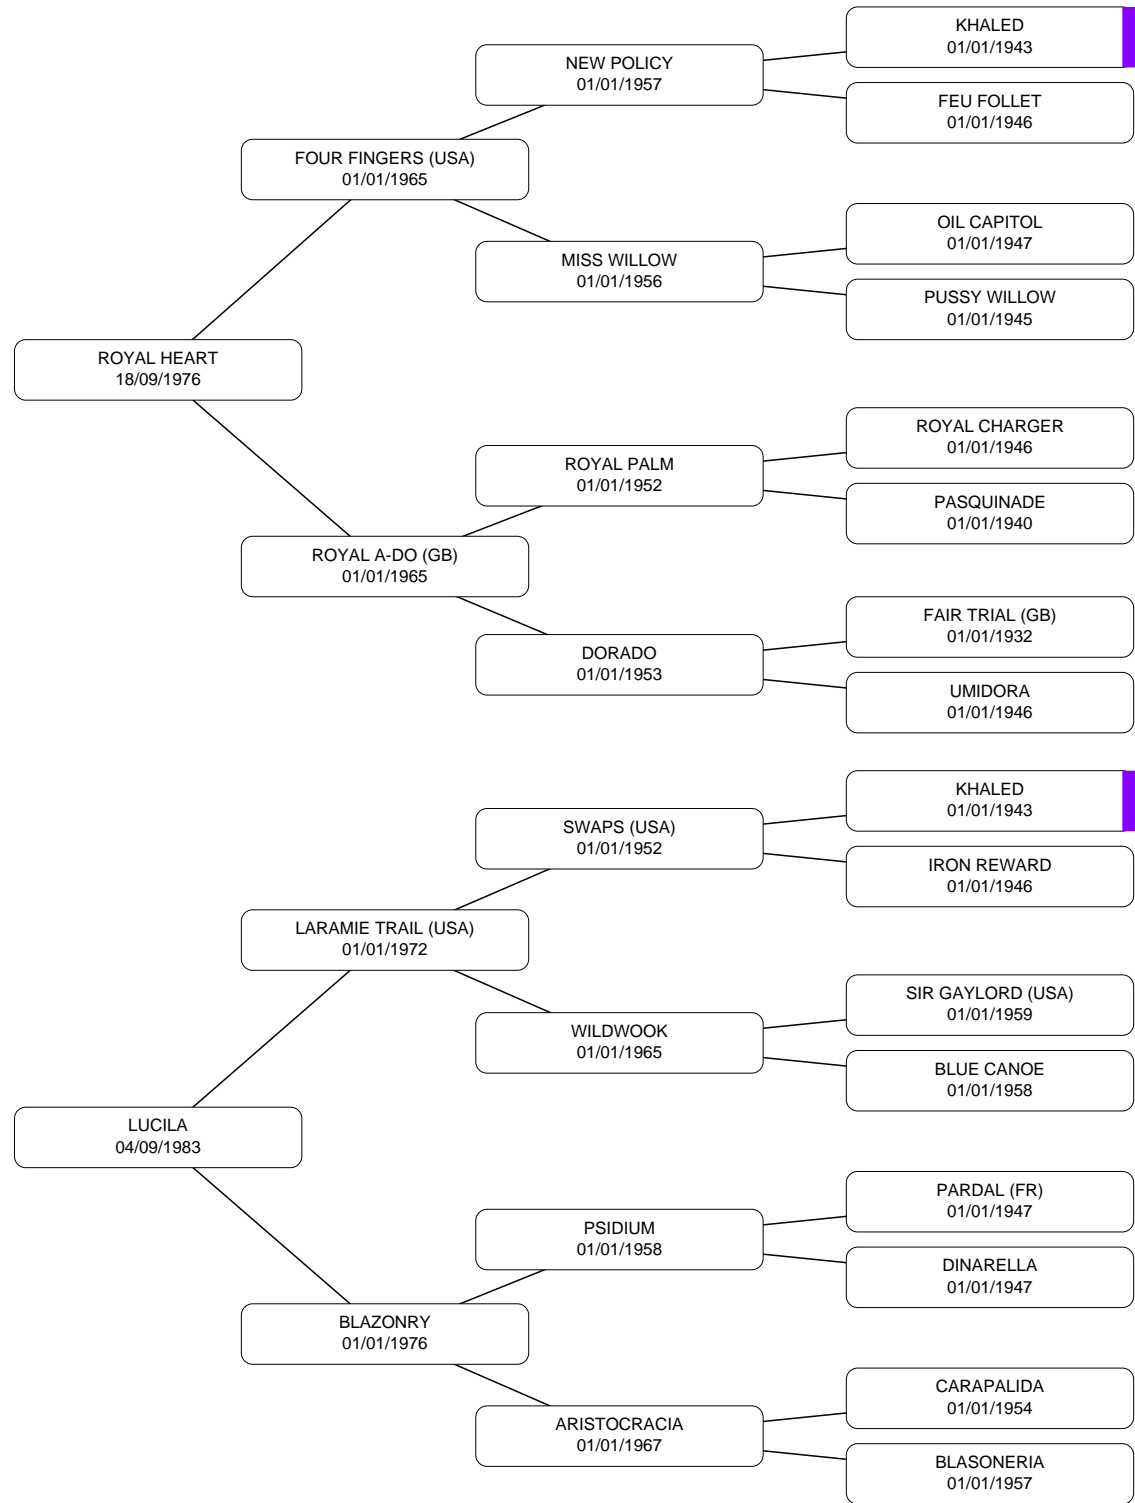 KHALED
01/01/1943
NEW POLICY
01/01/1957
FEU FOLLET
01/01/1946
FOUR FINGERS (USA)
01/01/1965
OIL CAPITOL
01/01/1947
MISS WILLOW
01/01/1956
PUSSY WILLOW
01/01/1945
ROYAL HEART
18/09/1976
ROYAL CHARGER
01/01/1946
ROYAL PALM
01/01/1952
PASQUINADE
01/01/1940
ROYAL A-DO (GB)
01/01/1965
FAIR TRIAL (GB)
01/01/1932
DORADO
01/01/1953
UMIDORA
01/01/1946
KHALED
01/01/1943
SWAPS (USA)
01/01/1952
IRON REWARD
01/01/1946
LARAMIE TRAIL (USA)
01/01/1972
SIR GAYLORD (USA)
01/01/1959
WILDWOOK
01/01/1965
BLUE CANOE
01/01/1958
LUCILA
04/09/1983
PARDAL (FR)
01/01/1947
PSIDIUM
01/01/1958
DINARELLA
01/01/1947
BLAZONRY
01/01/1976
CARAPALIDA
01/01/1954
ARISTOCRACIA
01/01/1967
BLASONERIA
01/01/1957